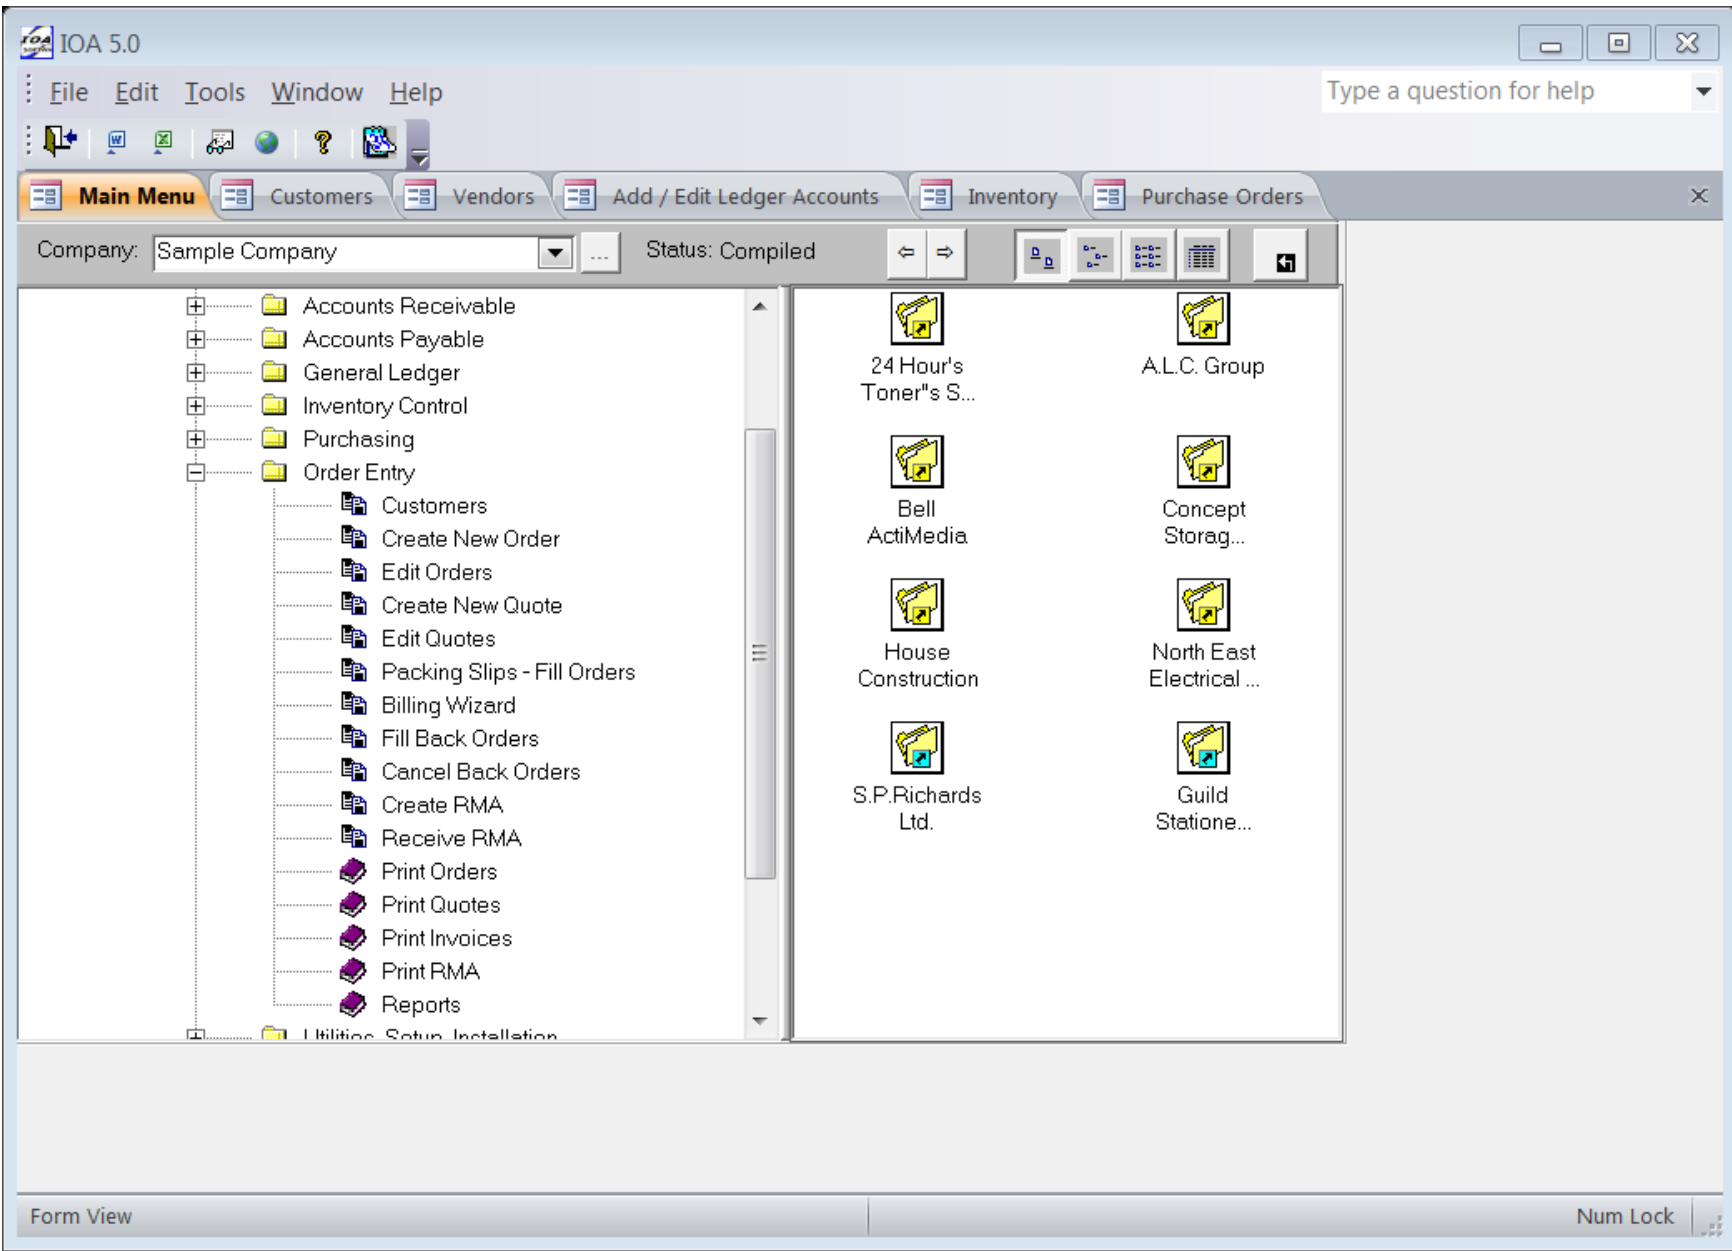 IOA 5.0
File Edit Tools Window Help
Type a question for help
Main Menu Customers Vendors Add / Edit Ledger Accounts Inventory Purchase Orders
Company: Sample Company ... Status: Compiled
Accounts Receivable
Accounts Payable
General Ledger
Inventory Control
Purchasing
Order Entry
Customers
Create New Order
Edit Orders
Create New Quote
Edit Quotes
Packing Slips - Fill Orders
Billing Wizard
Fill Back Orders
Cancel Back Orders
Create RMA
Receive RMA
Print Orders
Print Quotes
Print Invoices
Print RMA
Reports
Utilities, Setup, Installation
24 Hour's
Toner"s S...
A.L.C. Group
Bell
ActiMedia
Concept
Storag...
House
Construction
North East
Electrical ...
S.P.Richards
Ltd.
Guild
Statione...
Form View
Num Lock